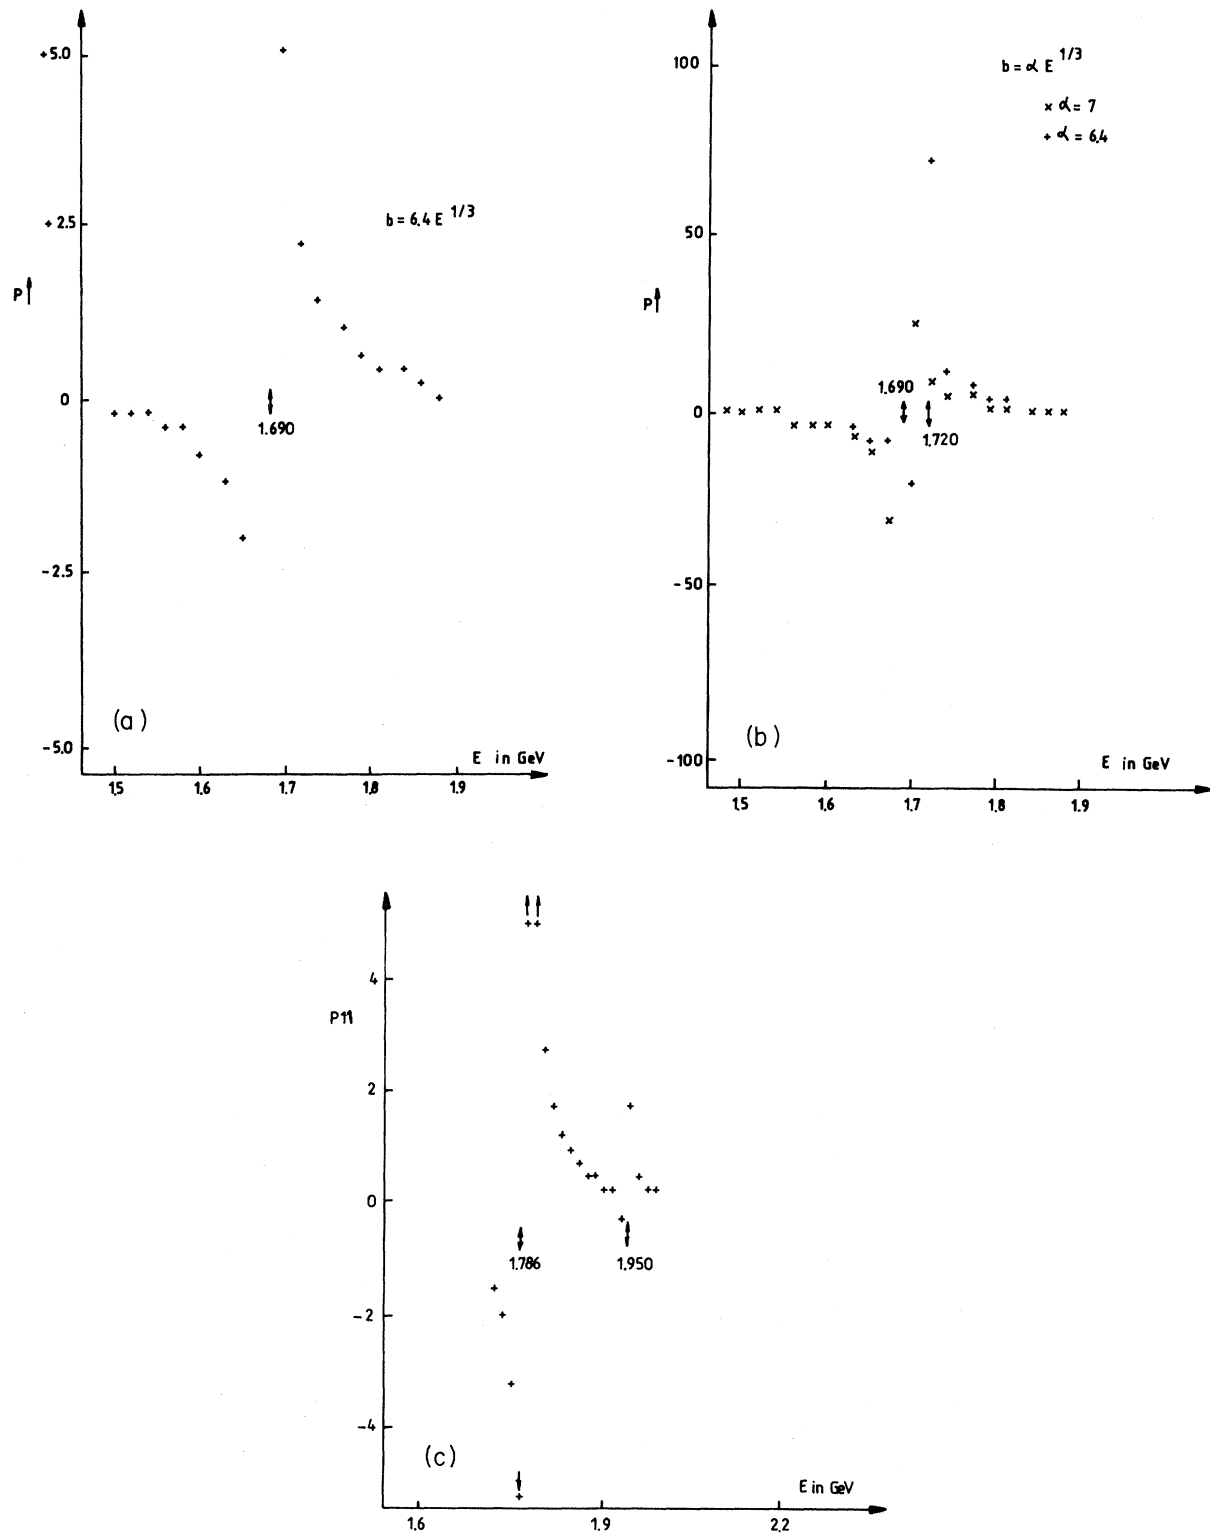 +5.0
+2.5
P
0
-2.5
-5.0
b = 6.4 E 1/3
1.690
(a)
E in GeV
1.5 1.6 1.7 1.8 1.9
100
50
P
0
-50
-100
b = α E 1/3
× α = 7
+ α = 6.4
1.690
1.720
(b)
E in GeV
1.5 1.6 1.7 1.8 1.9
4
P11
2
0
-2
-4
1.786
1.950
(c)
E in GeV
1.6 1.9 2.2